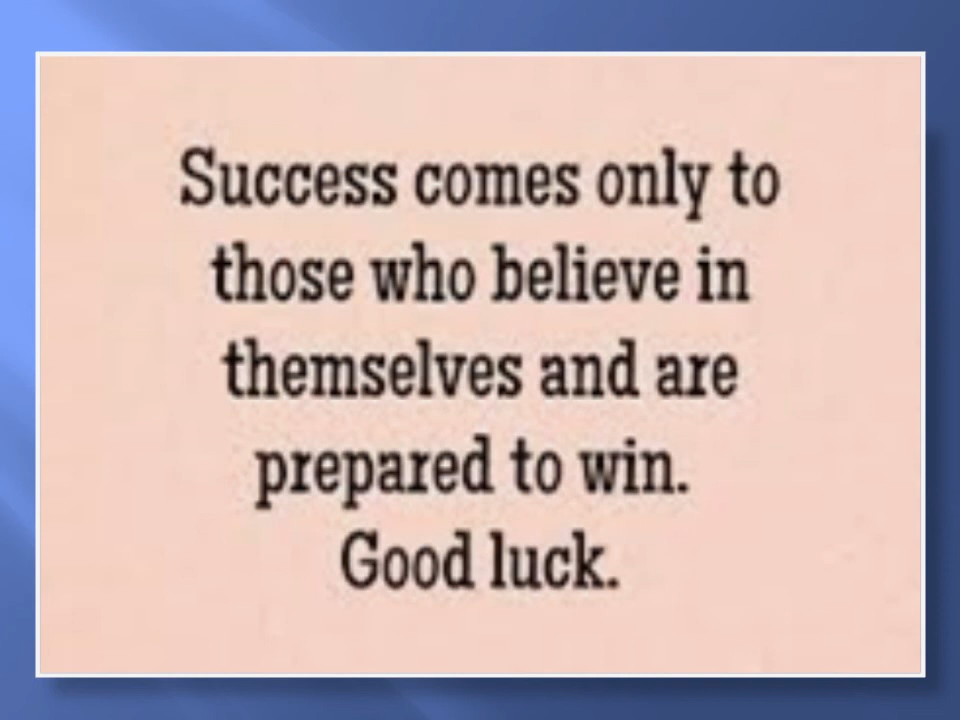 Success comes only to
those who believe in
themselves and are
prepared to win.
Good luck.